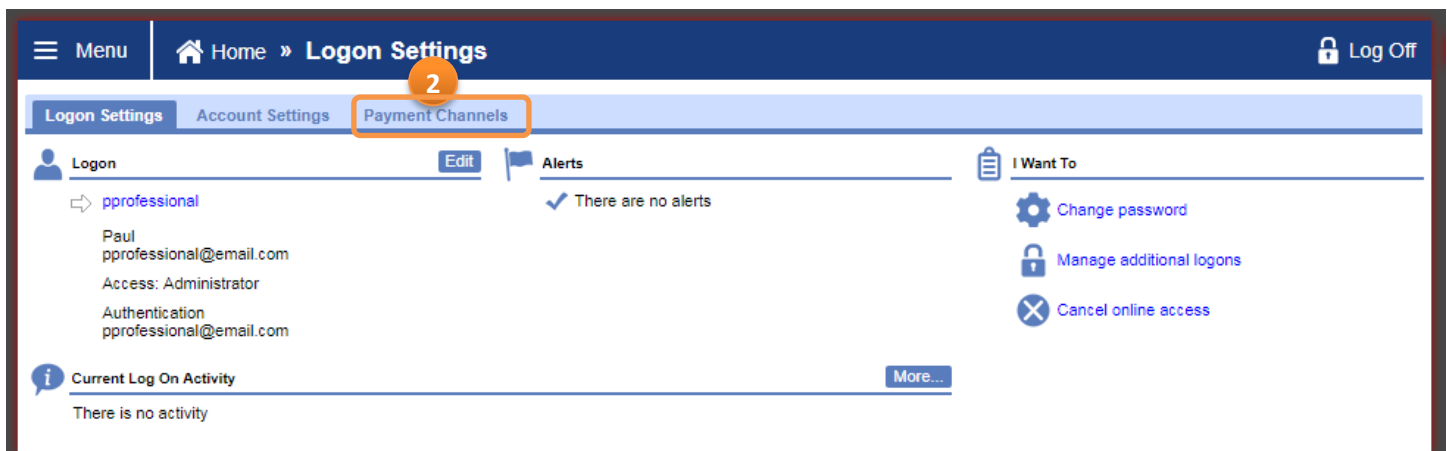 Menu
Home » Logon Settings
Log Off
2
Logon Settings
Account Settings
Payment Channels
Logon
Edit
pprofessional
Paul
pprofessional@email.com
Access: Administrator
Authentication
pprofessional@email.com
Alerts
There are no alerts
I Want To
Change password
Manage additional logons
Cancel online access
i
Current Log On Activity
More...
There is no activity